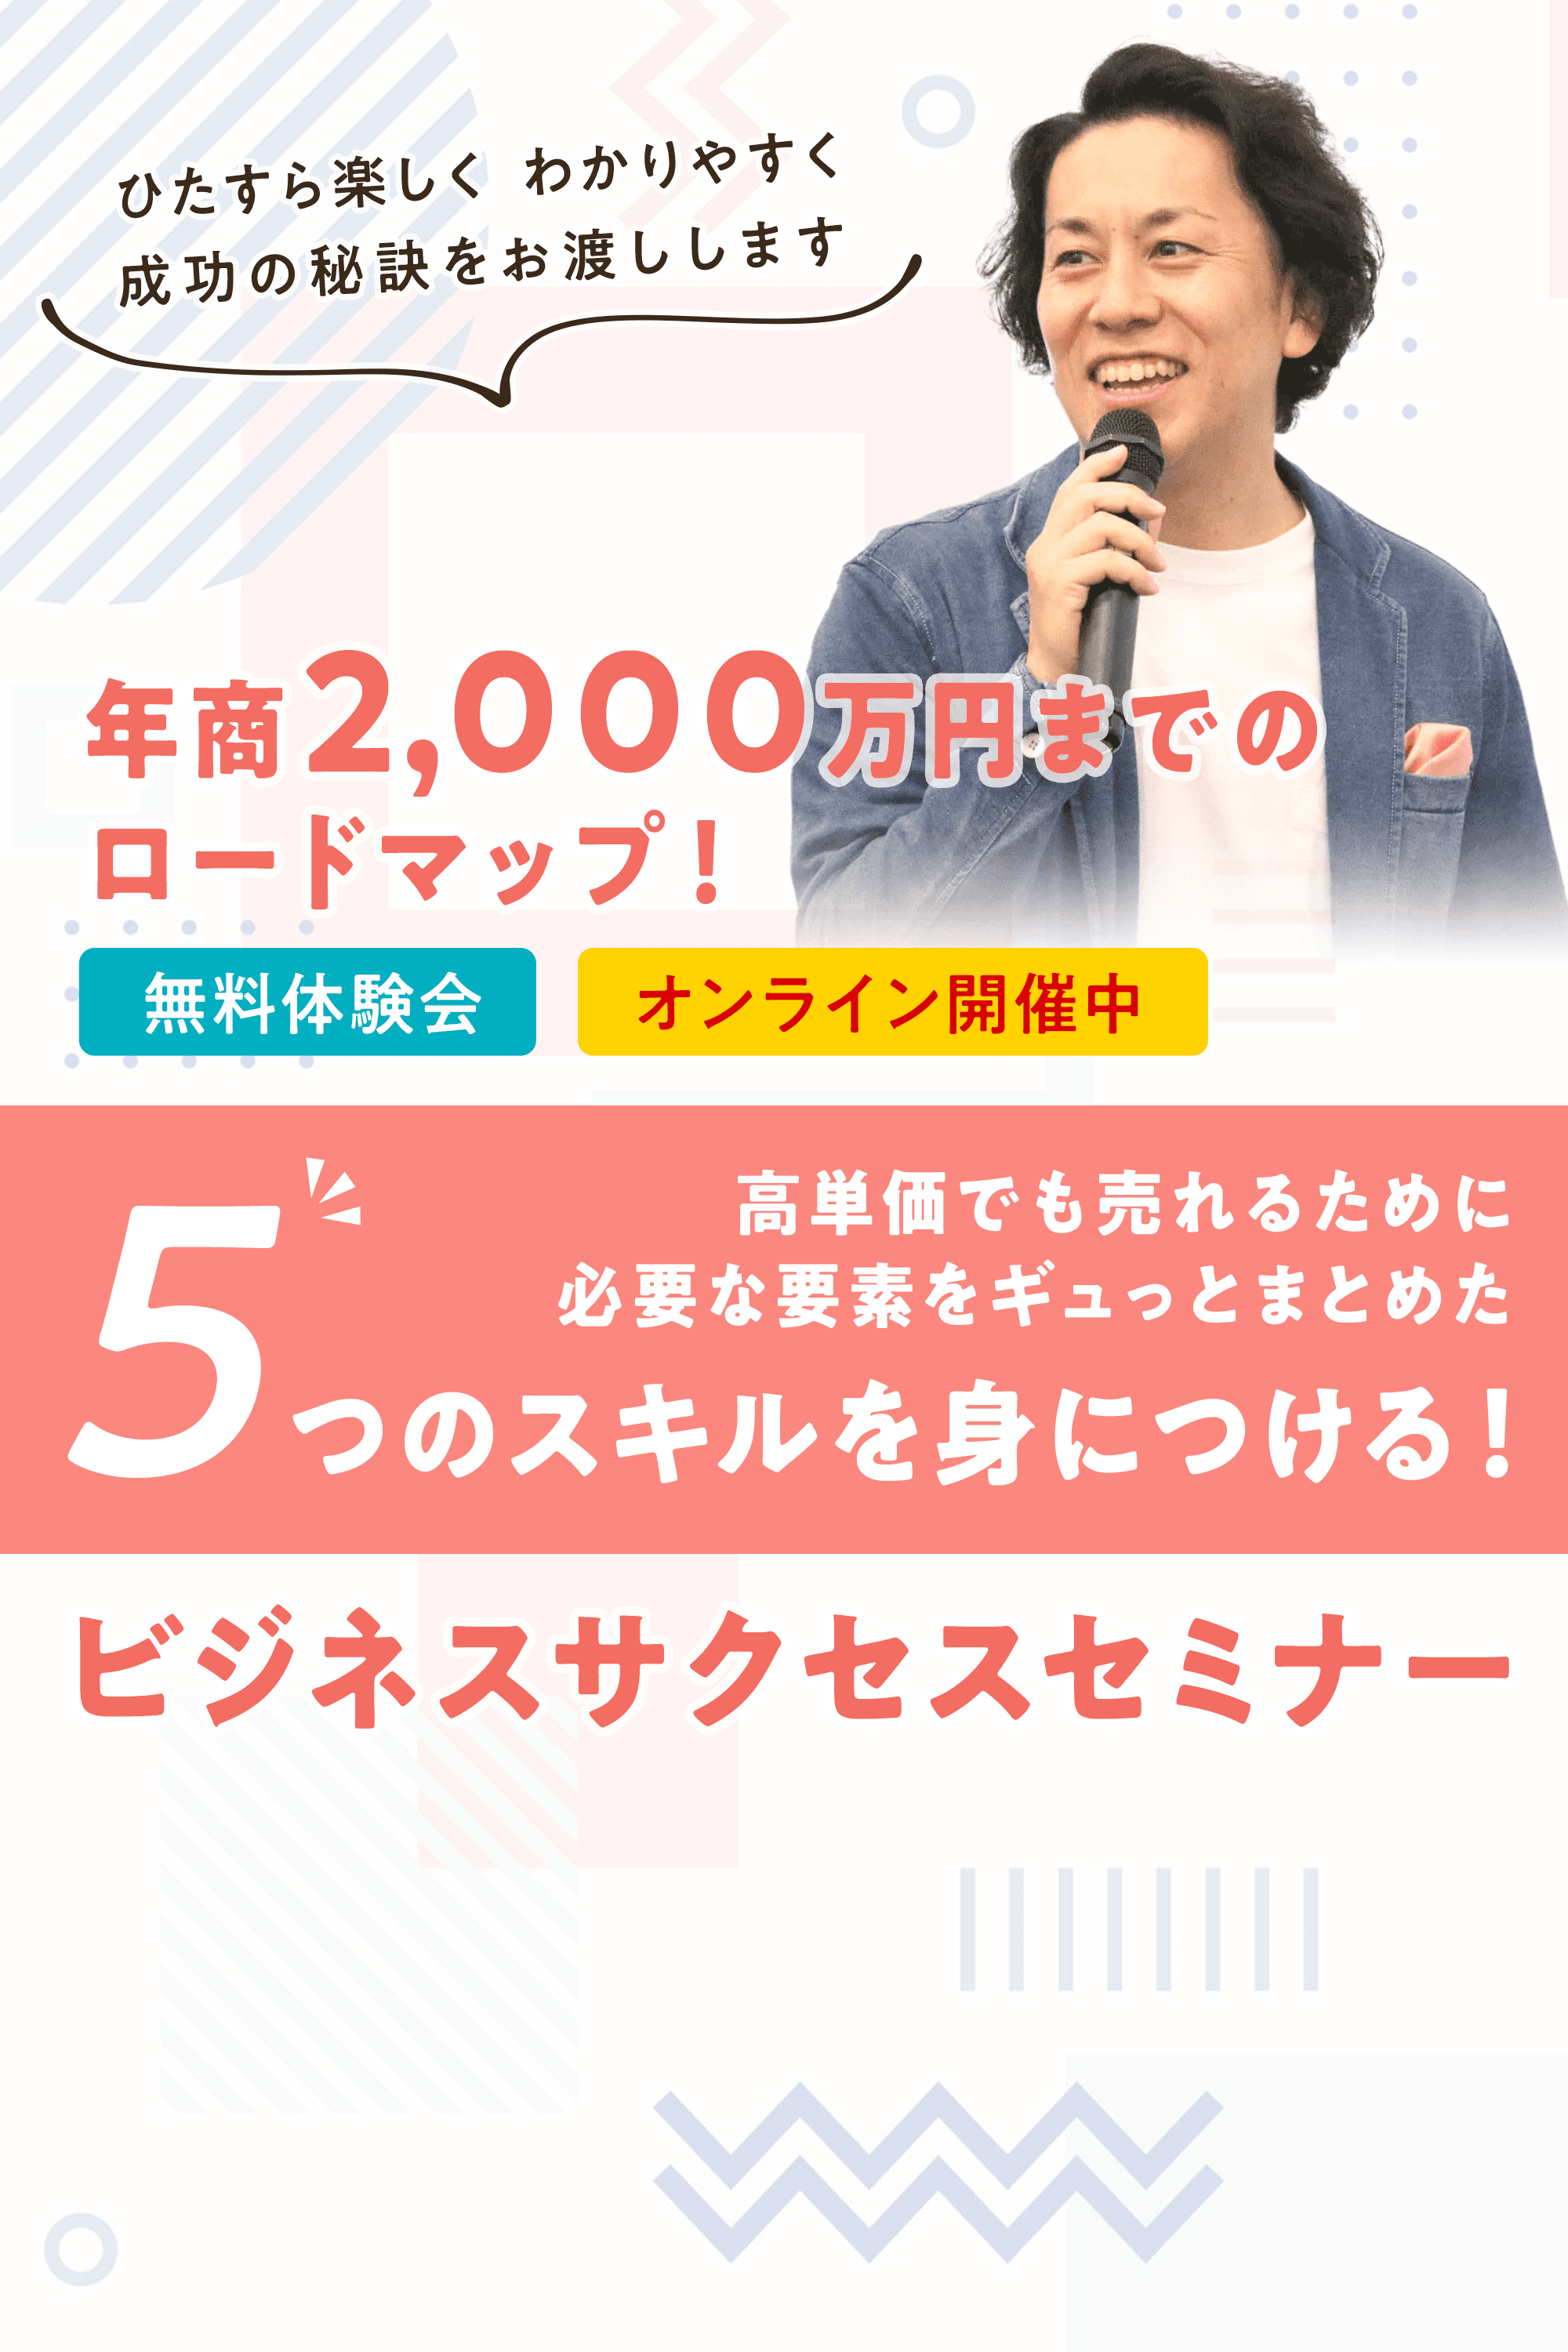 ひたすら楽しく わかりやすく
成功の秘訣をお渡しします
年商2,000万円までの
ロードマップ!
無料体験会
オンライン開催中
高単価でも売れるために
必要な要素をギュっとまとめた
5つのスキルを身につける!
ビジネスサクセスセミナー